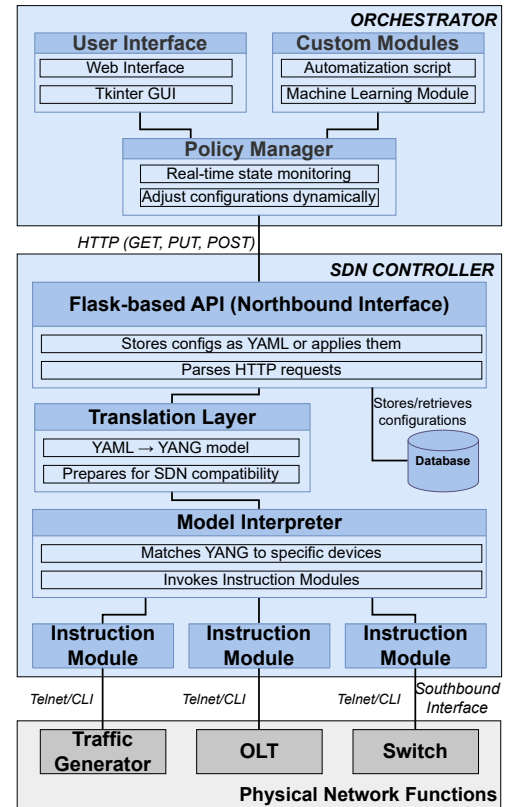 ORCHESTRATOR
User Interface
Web Interface
Tkinter GUI
Custom Modules
Automatization script
Machine Learning Module
Policy Manager
Real-time state monitoring
Adjust configurations dynamically
HTTP (GET, PUT, POST)
SDN CONTROLLER
Flask-based API (Northbound Interface)
Stores configs as YAML or applies them
Parses HTTP requests
Stores/retrieves
configurations
Database
Translation Layer
YAML → YANG model
Prepares for SDN compatibility
Model Interpreter
Matches YANG to specific devices
Invokes Instruction Modules
Instruction
Module
Instruction
Module
Instruction
Module
Telnet/CLI
Telnet/CLI
Telnet/CLI
Southbound
Interface
Traffic
Generator
OLT
Switch
Physical Network Functions